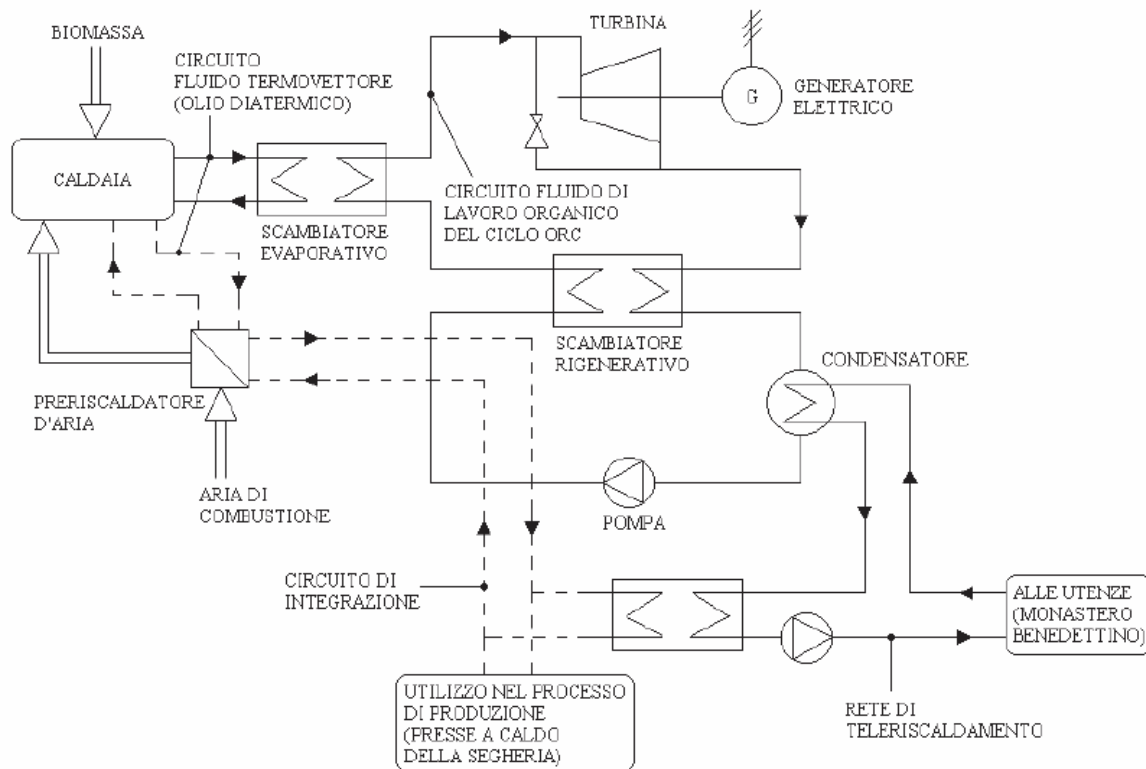 BIOMASSA
CIRCUITO
FLUIDO TERMOVETTORE
(OLIO DIATERMICO)
TURBINA
G
GENERATORE
ELETTRICO
CALDAIA
SCAMBIATORE
EVAPORATIVO
CIRCUITO FLUIDO DI
LAVORO ORGANICO
DEL CICLO ORC
SCAMBIATORE
RIGENERATIVO
CONDENSATORE
PRERISCALDATORE
D'ARIA
ARIA DI
COMBUSTIONE
POMPA
CIRCUITO DI
INTEGRAZIONE
ALLE UTENZE
(MONASTERO
BENEDETTINO)
UTILIZZO NEL PROCESSO
DI PRODUZIONE
(PRESSE A CALDO
DELLA SEGHERIA)
RETE DI
TELERISCALDAMENTO